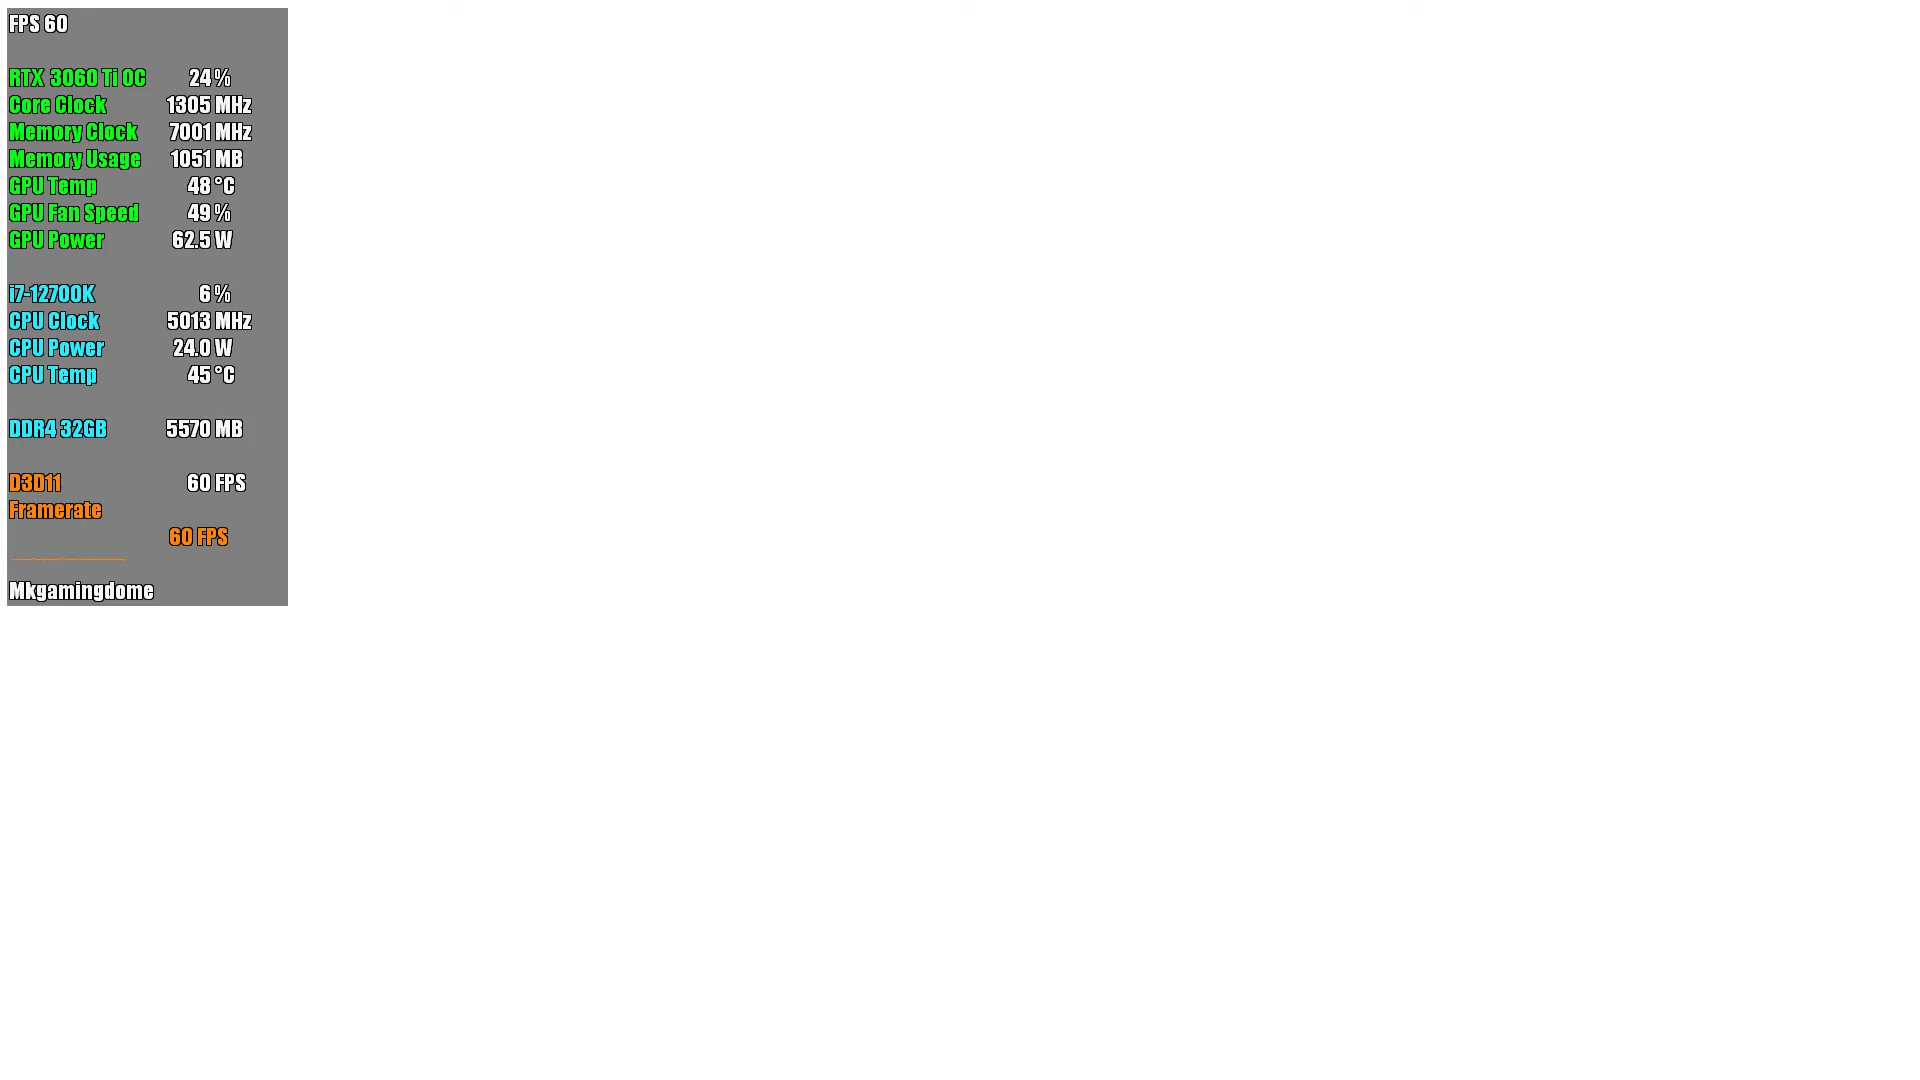 FPS 60
RTX 3060 Ti OC 24 %
Core Clock 1305 MHz
Memory Clock 7001 MHz
Memory Usage 1051 MB
GPU Temp 48 °C
GPU Fan Speed 49 %
GPU Power 62.5 W
i7-12700K 6 %
CPU Clock 5013 MHz
CPU Power 24.0 W
CPU Temp 45 °C
DDR4 32GB 5570 MB
D3D11 60 FPS
Framerate
60 FPS
Mkgamingdome